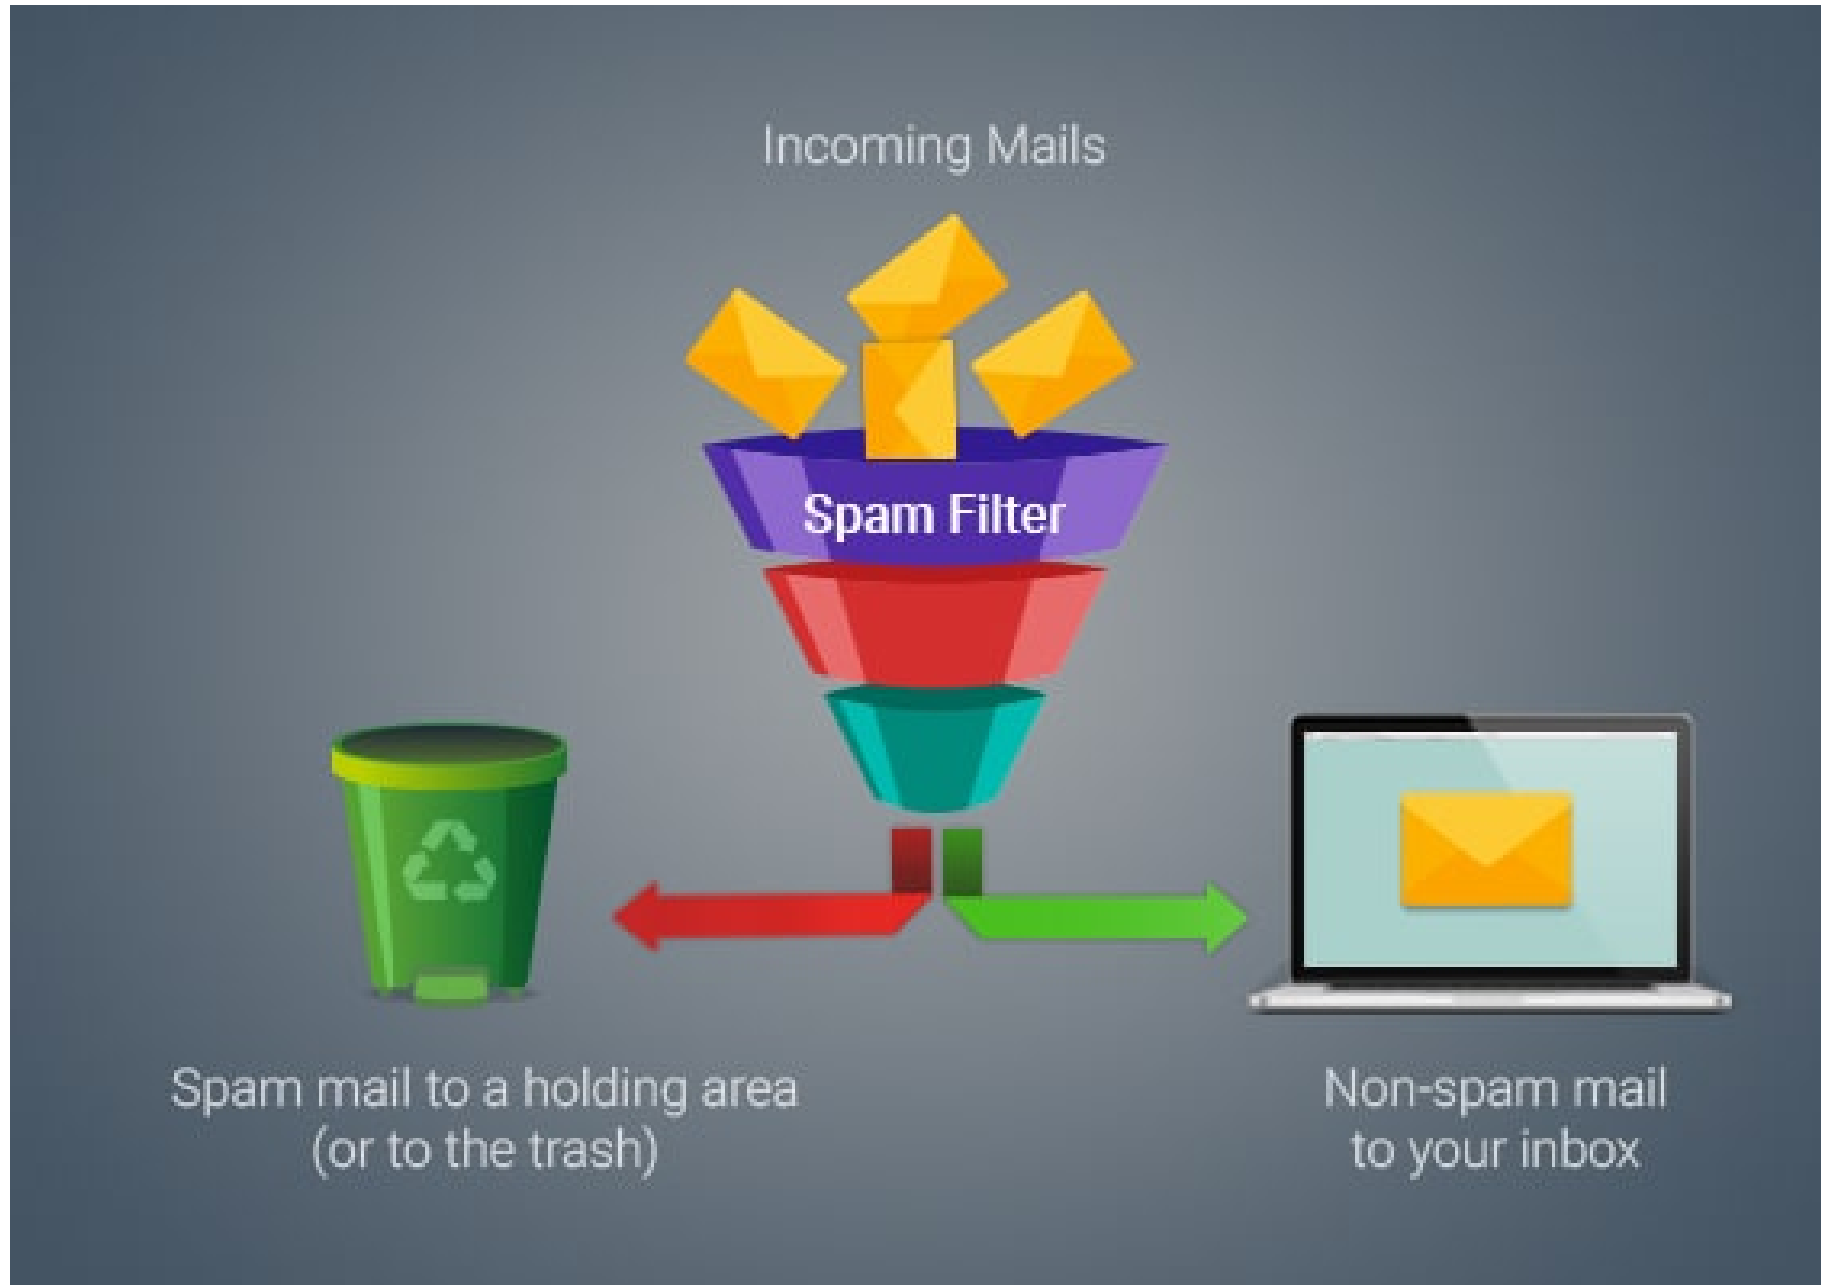 Incoming Mails
Spam Filter
Spam mail to a holding area
(or to the trash)
Non-spam mail
to your inbox